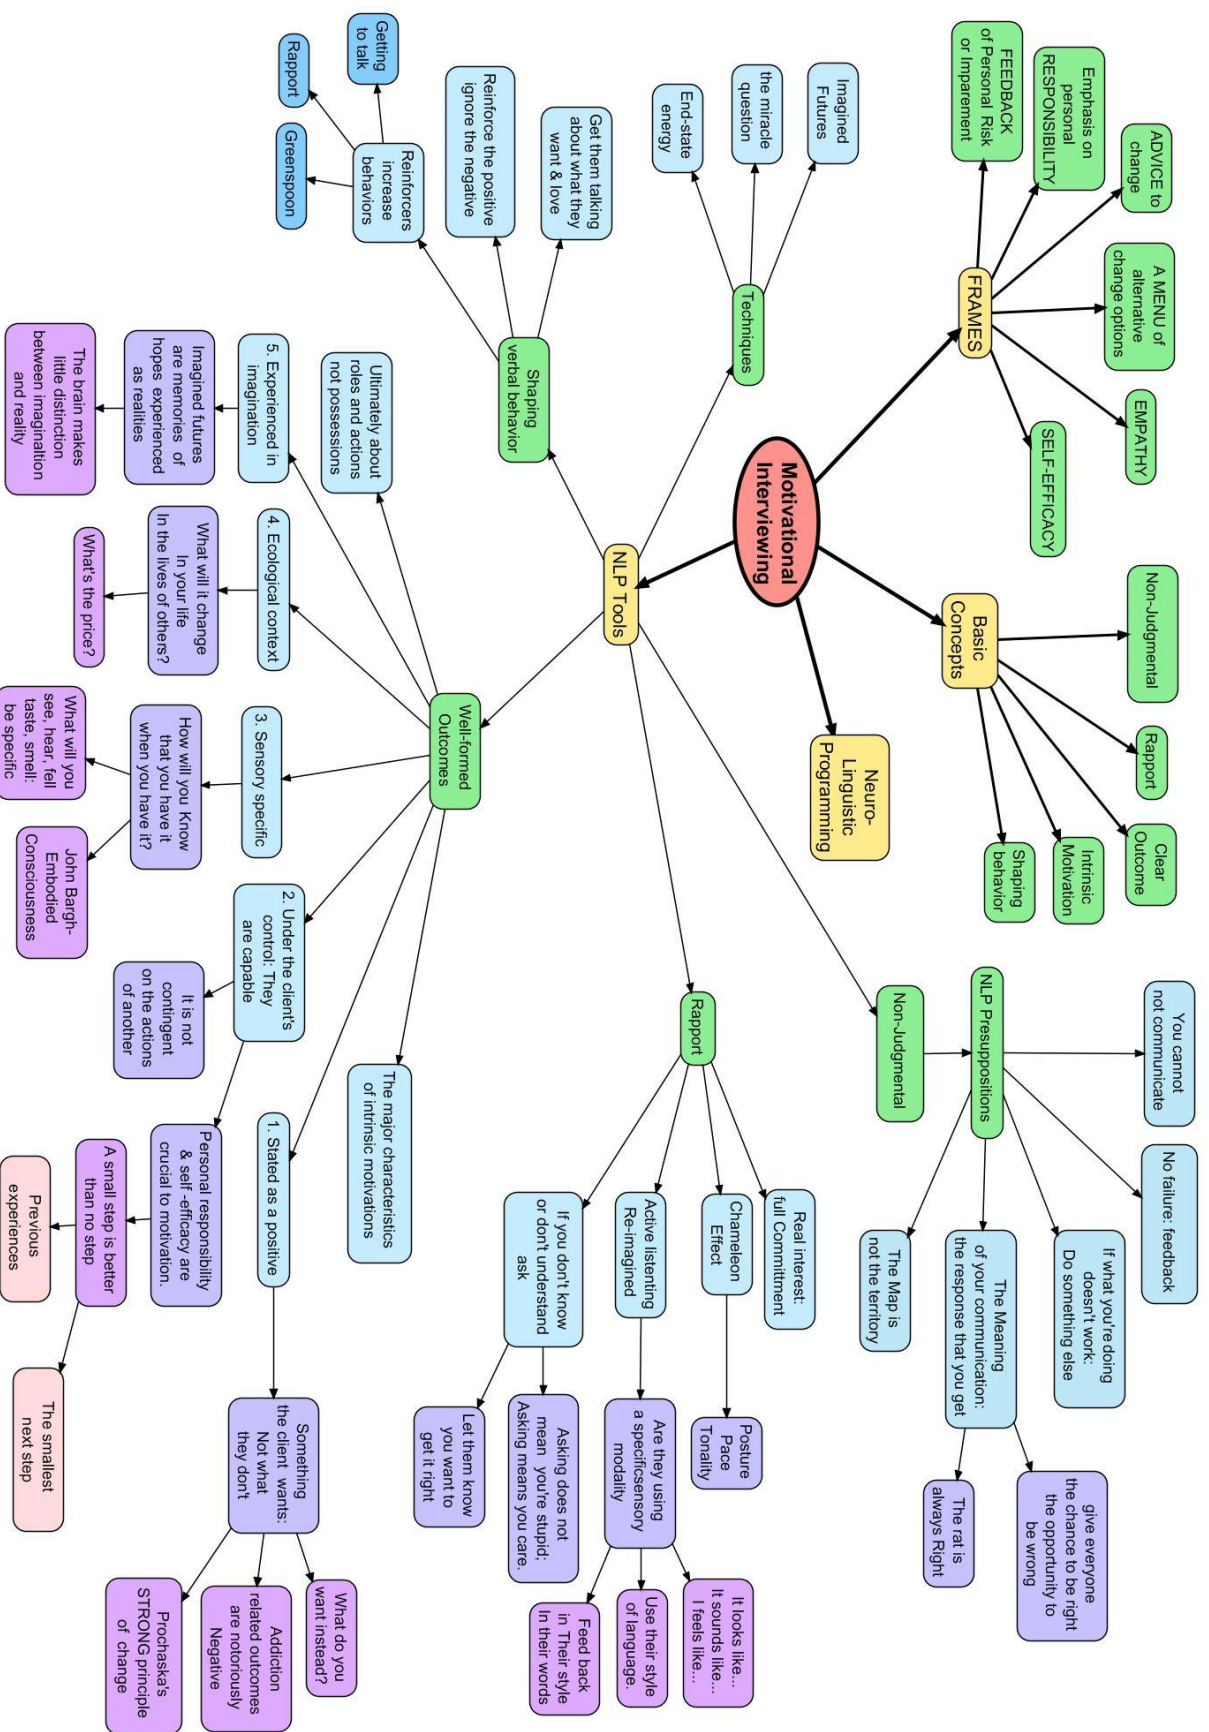 Motivational
Interviewing
FRAMES
FEEDBACK
of Personal Risk
or Imparement
Emphasis on
personal
RESPONSIBILITY
ADVICE to
change
A MENU of
alternative
change options
EMPATHY
SELF-EFFICACY
Basic
Concepts
Non-Judgmental
Rapport
Clear
Outcome
Intrinsic
Motivation
Shaping
behavior
Neuro-
Linguistic
Programming
NLP Tools
Techniques
Imagined
Futures
the miracle
question
End-state
energy
Shaping
verbal behavior
Get them talking
about what they
want & love
Reinforce the positive
ignore the negative
Reinforcers
increase
behaviors
Getting
to talk
Rapport
Greenspoon
Non-Judgmental
NLP Presuppositions
You cannot
not communicate
No failure: feedback
If what you're doing
doesn't work:
Do something else
The Meaning
of your communication:
the response that you get
give everyone
the chance to be right
the opportunity to
be wrong
The rat is
always Right
The Map is
not the territory
Rapport
Real interest:
full Committment
Chameleon
Effect
Posture
Pace
Tonality
Active listenting
Re-imagined
Are they using
a specificsensory
modality
It looks like...
It sounds like...
I feels like...
Use their style
of language.
Feed back
in Their style
In their words
If you don't know
or don't understand
ask
Asking does not
mean you're stupid;
Asking means you care.
Let them know
you want to
get it right
Well-formed
Outcomes
Ultimately about
roles and actions
not possessions
5. Experienced in
imagination
Imagined futures
are memories of
hopes experienced
as realities
The brain makes
little distinction
between imaginaltion
and reality
4. Ecological context
What will it change
In your life
In the lives of others?
What's the price?
3. Sensory specific
How will you Know
that you have it
when you have it?
What will you
see, hear, fell
taste, smell:
be specific
John Bargh-
Embodied
Consciousness
2. Under the client's
control: They
are capable
It is not
contingent
on the actions
of another
Personal responsibility
& self -efficacy are
crucial to motivation.
A small step is better
than no step
Previous
experiences
The smallest
next step
1. Stated as a positive
Something
the client wants:
Not what
they don't
What do you
want instead?
Addiction
related outcomes
are notoriously
Negative
Prochaska's
STRONG principle
of change
The major characteristics
of intrinsic motivations